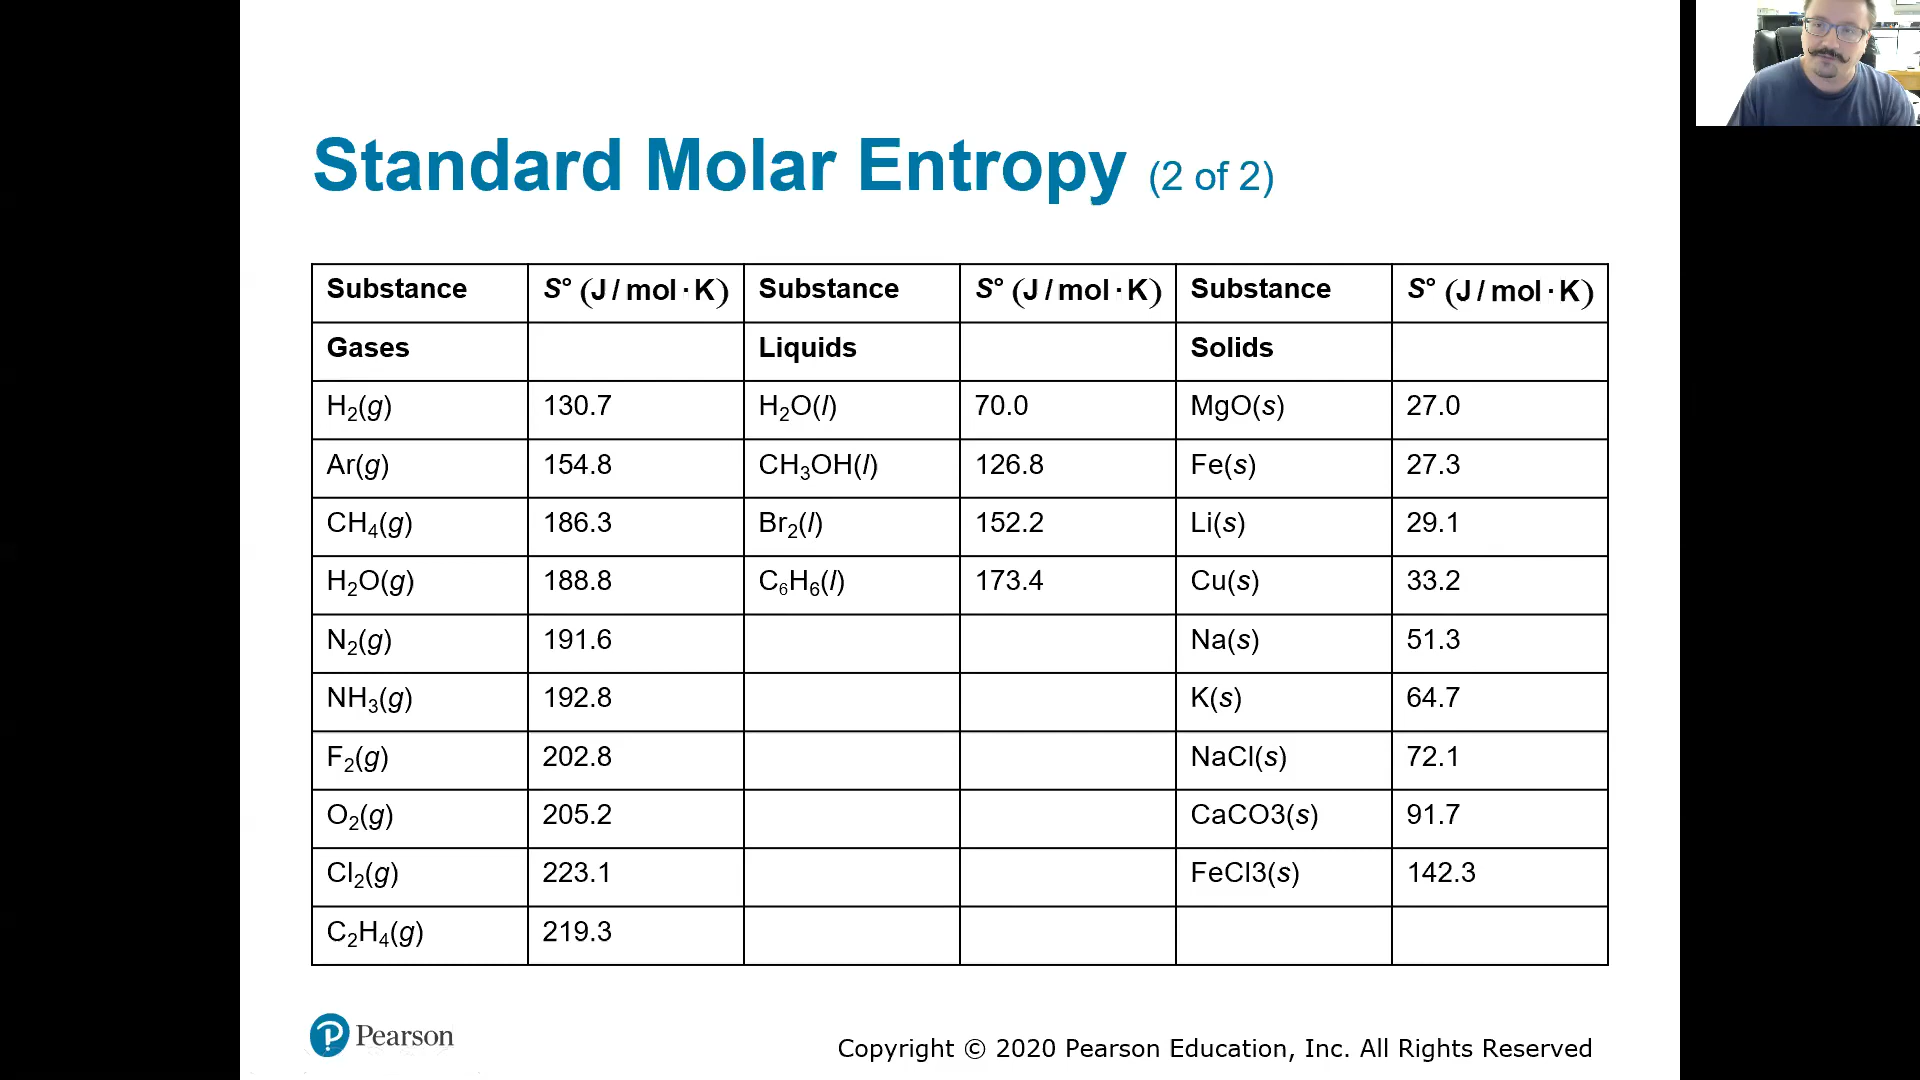 Standard Molar Entropy (2 of 2)
Substance S° (J / mol · K) Substance S° (J / mol · K) Substance S° (J / mol · K)
Gases Liquids Solids
H₂(g) 130.7 H₂O(l) 70.0 MgO(s) 27.0
Ar(g) 154.8 CH₃OH(l) 126.8 Fe(s) 27.3
CH₄(g) 186.3 Br₂(l) 152.2 Li(s) 29.1
H₂O(g) 188.8 C₆H₆(l) 173.4 Cu(s) 33.2
N₂(g) 191.6 Na(s) 51.3
NH₃(g) 192.8 K(s) 64.7
F₂(g) 202.8 NaCl(s) 72.1
O₂(g) 205.2 CaCO3(s) 91.7
Cl₂(g) 223.1 FeCl3(s) 142.3
C₂H₄(g) 219.3
Pearson
Copyright © 2020 Pearson Education, Inc. All Rights Reserved